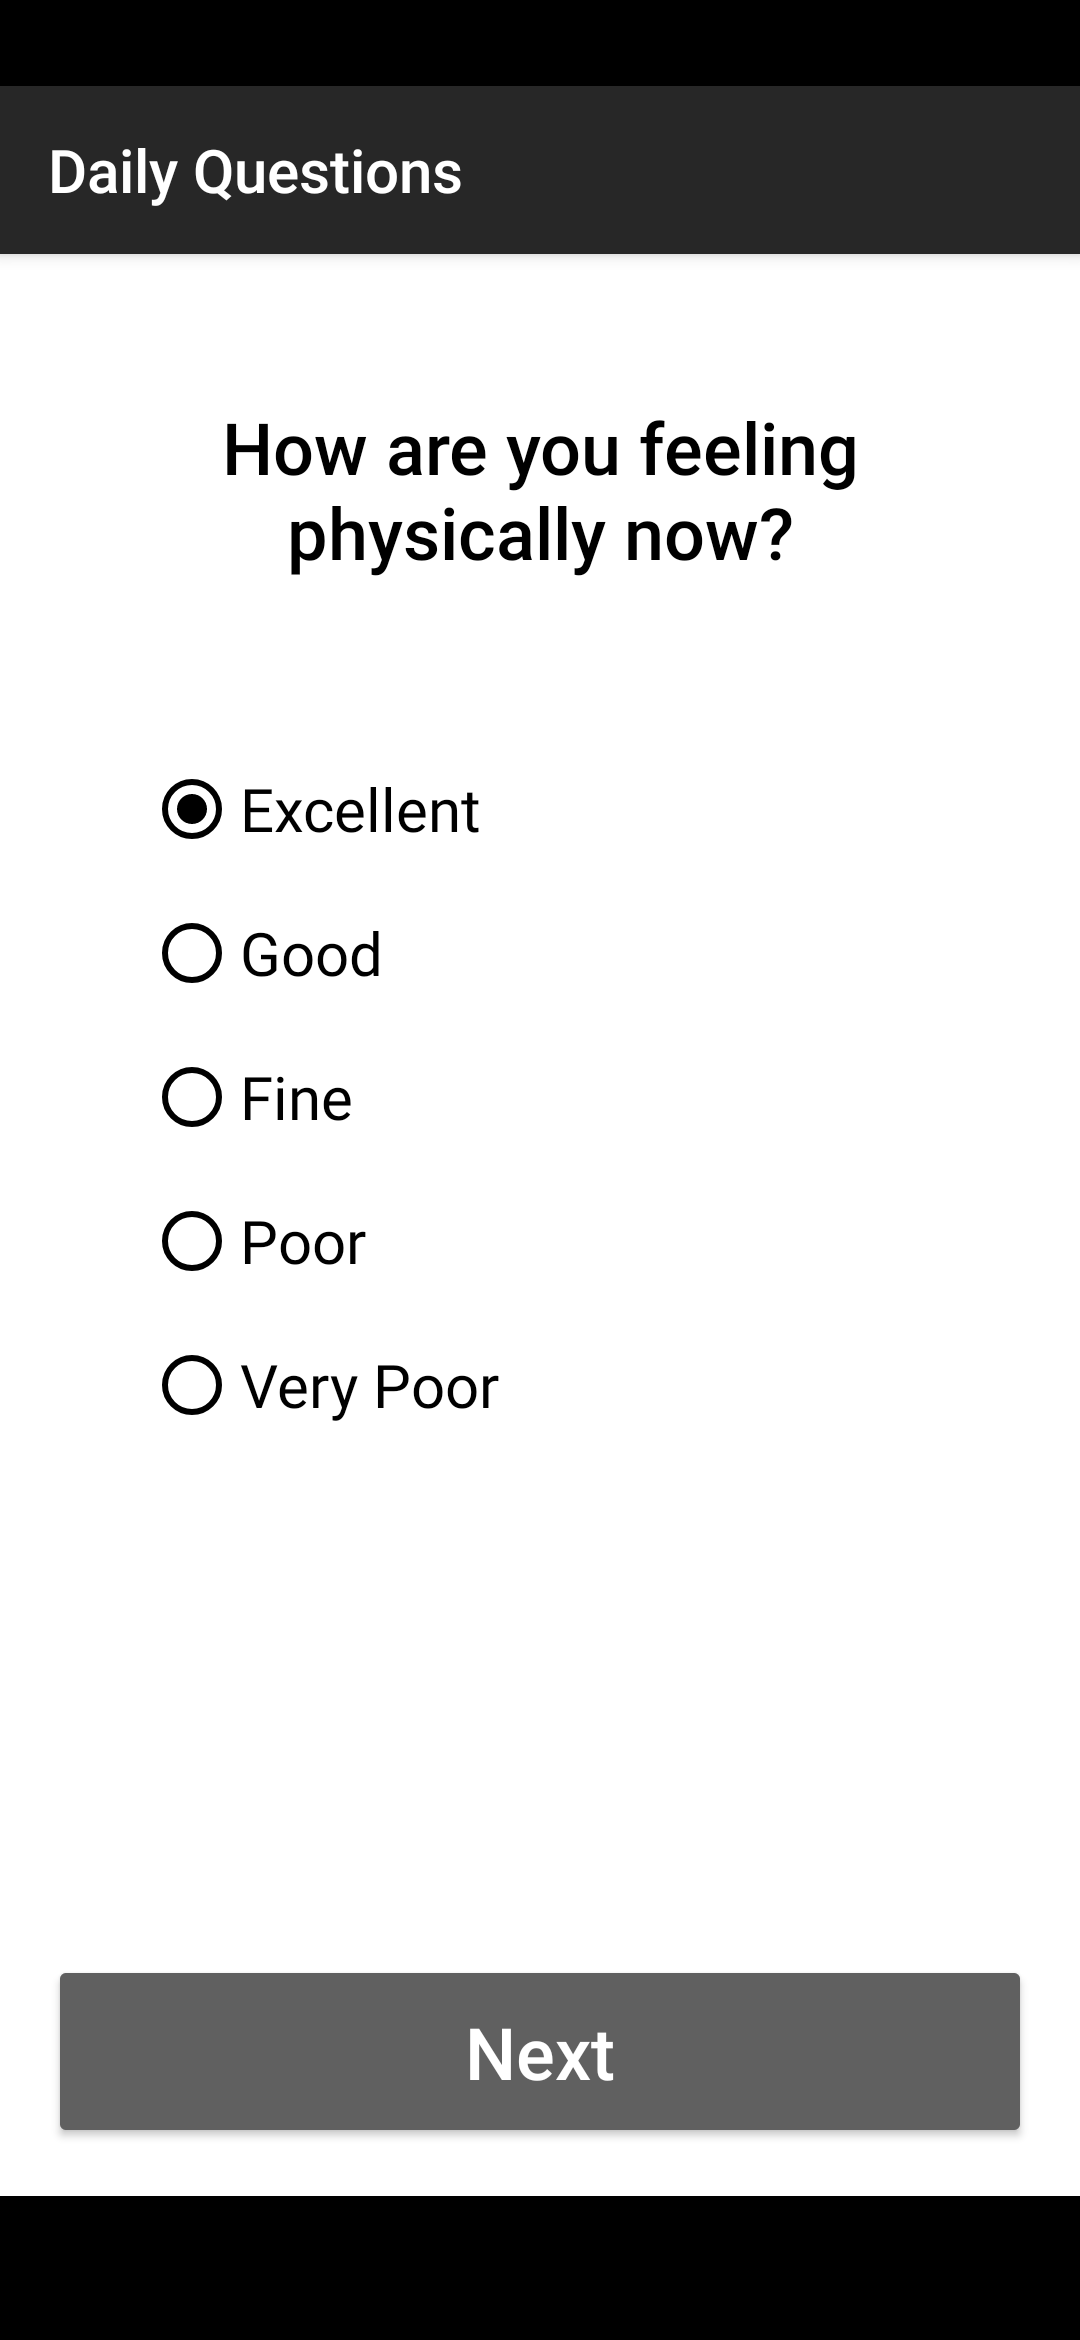 Daily Questions
How are you feeling
physically now?
Excellent
Good
Fine
Poor
Very Poor
Next